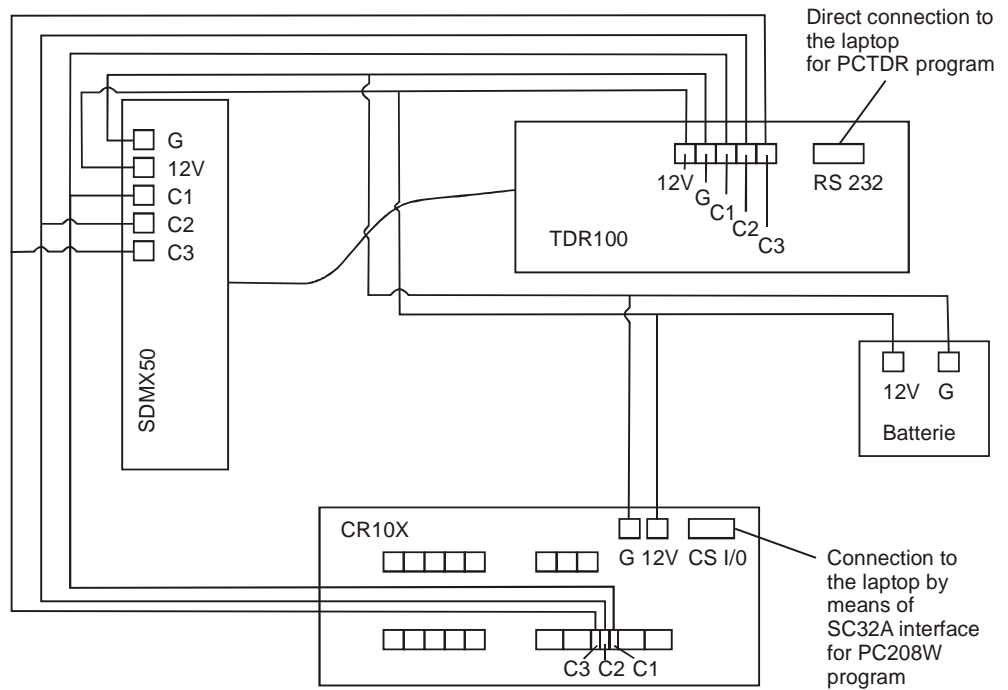 Direct connection to
the laptop
for PCTDR program
G
12V
C1
C2
C3
SDMX50
12V
G
C1
C2
C3
RS 232
TDR100
12V G
Batterie
CR10X
G 12V CS I/0
C3 C2 C1
Connection to
the laptop by
means of
SC32A interface
for PC208W
program